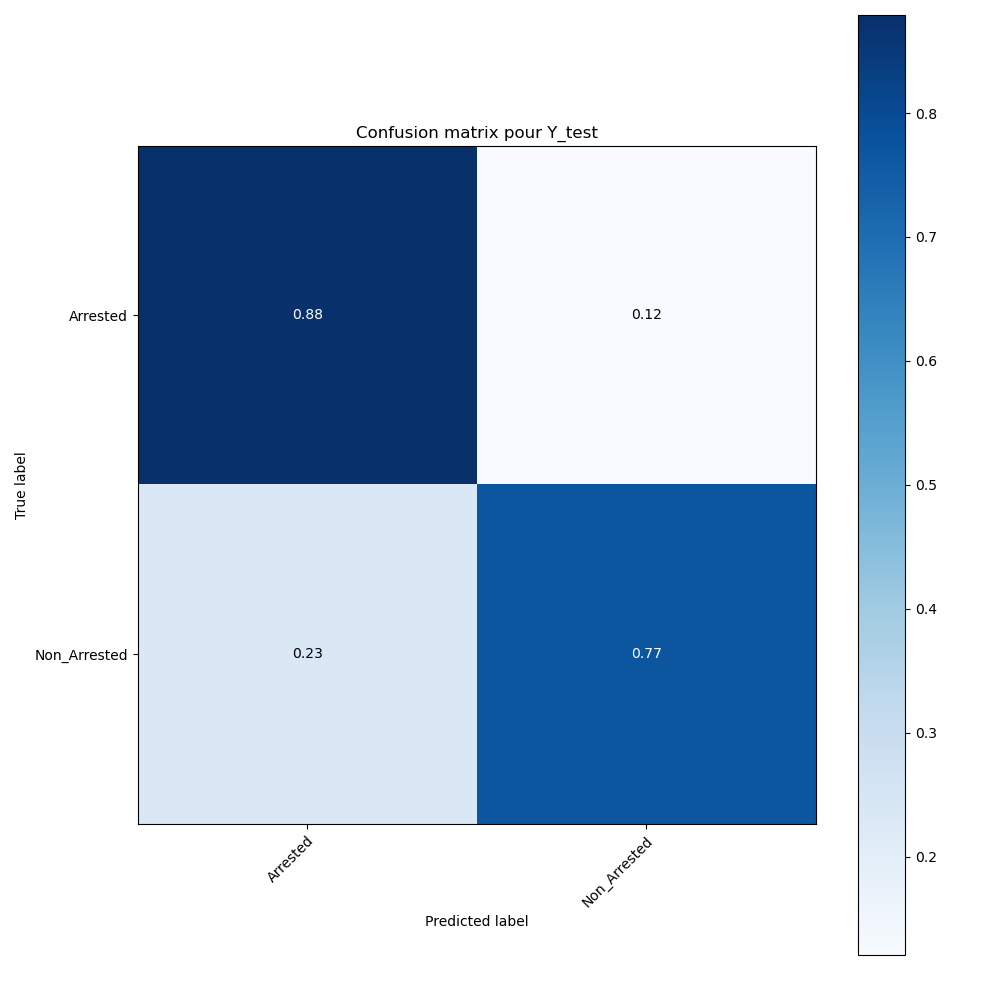 Confusion matrix pour Y_test
True label
Arrested
0.88
0.12
Non_Arrested
0.23
0.77
Arrested
Non_Arrested
Predicted label
0.8
0.7
0.6
0.5
0.4
0.3
0.2